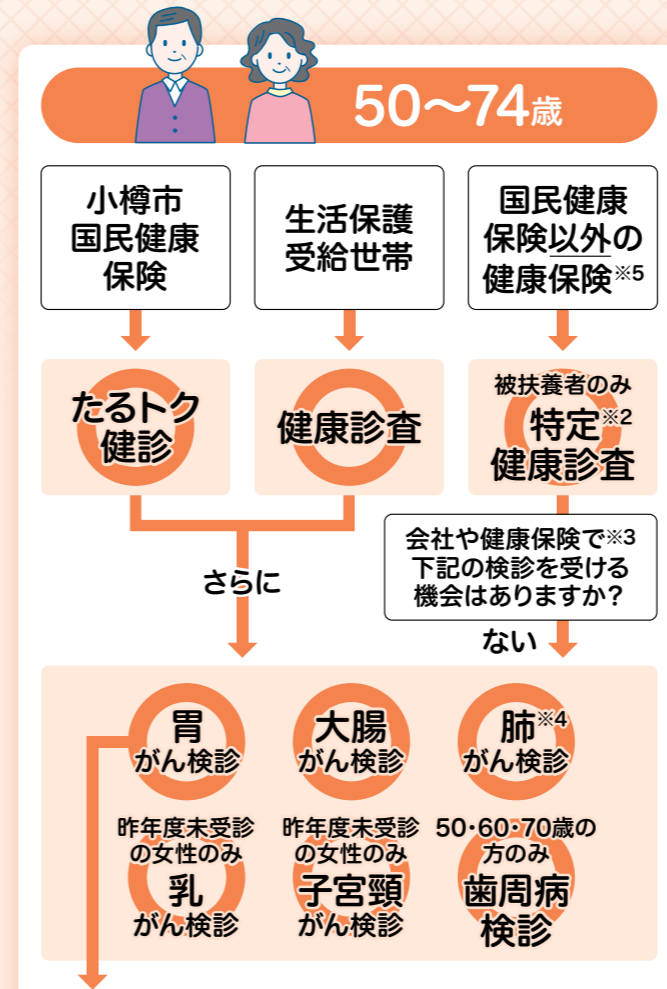 50〜74歳
小樽市
国民健康
保険
生活保護
受給世帯
国民健康
保険以外の
健康保険※5
たるトク
健診
健康診査
被扶養者のみ
特定※2
健康診査
会社や健康保険で※3
下記の検診を受ける
機会はありますか？
さらに
ない
胃
がん検診
大腸
がん検診
肺※4
がん検診
昨年度未受診
の女性のみ
乳
がん検診
昨年度未受診
の女性のみ
子宮頸
がん検診
50・60・70歳の
方のみ
歯周病
検診